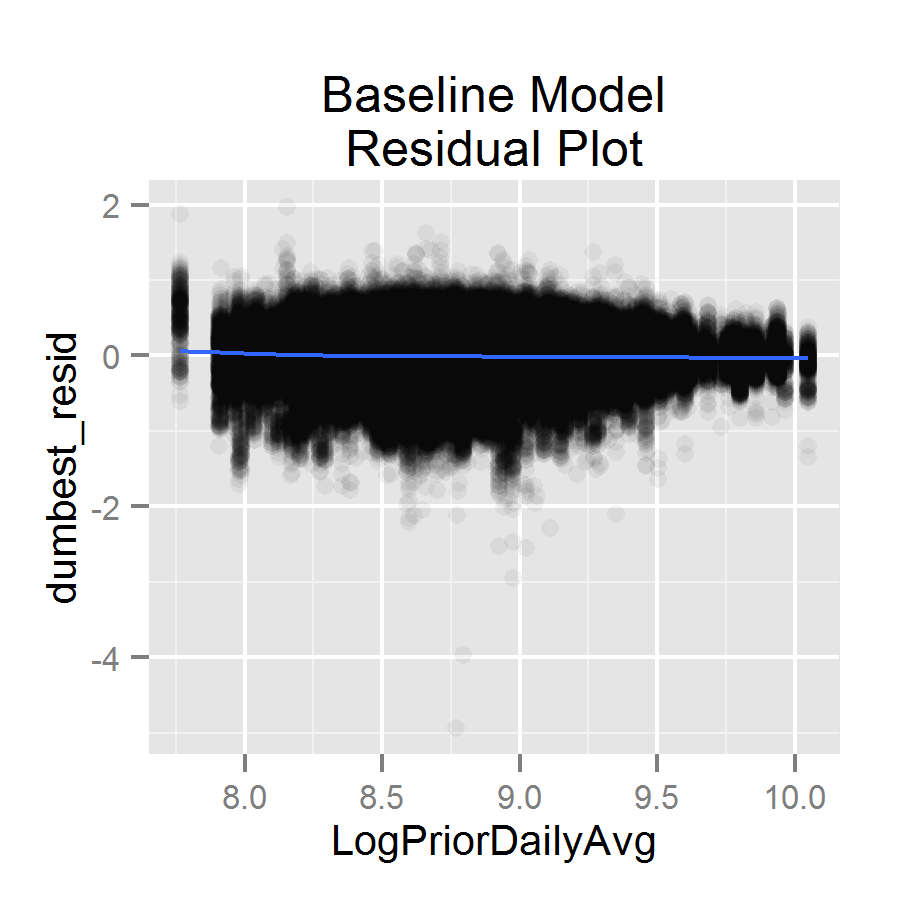 Baseline Model
Residual Plot
dumbest_resid
2
0
-2
-4
8.0 8.5 9.0 9.5 10.0
LogPriorDailyAvg